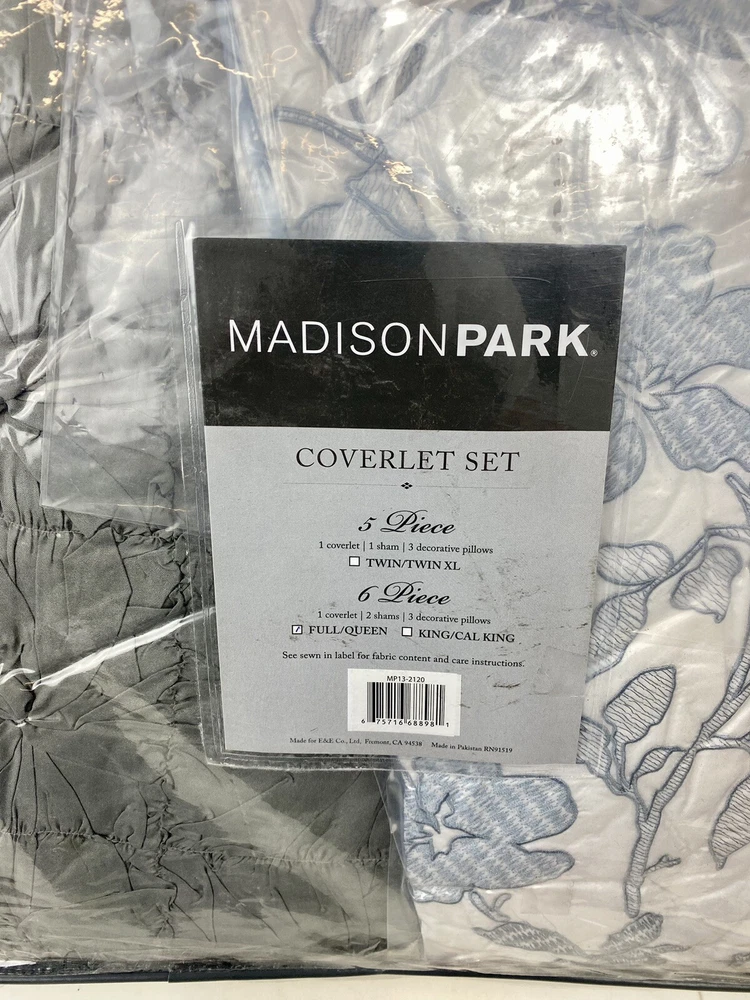 MADISONPARK®
COVERLET SET
5 Piece
1 coverlet | 1 sham | 3 decorative pillows
☐ TWIN/TWIN XL
6 Piece
1 coverlet | 2 shams | 3 decorative pillows
☑ FULL/QUEEN ☐ KING/CAL KING
See sewn in label for fabric content and care instructions.
MP13-2120
6 75716 68898 1
Made for E&E Co., Ltd. Fremont, CA 94538 Made in Pakistan RN91519